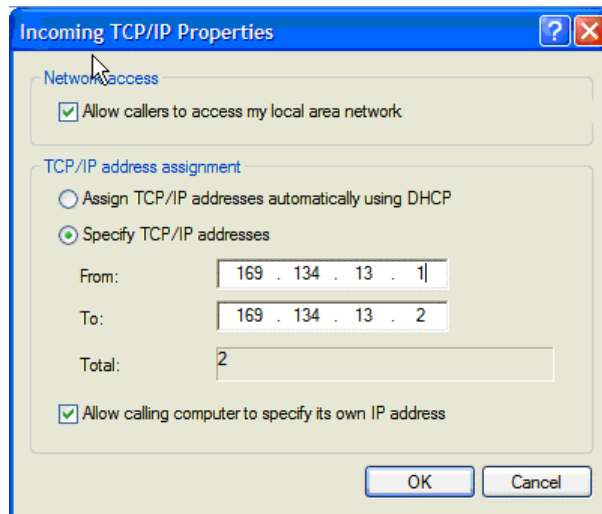 Incoming TCP/IP Properties
Network access
Allow callers to access my local area network
TCP/IP address assignment
Assign TCP/IP addresses automatically using DHCP
Specify TCP/IP addresses
From: 169 . 134 . 13 . 1
To: 169 . 134 . 13 . 2
Total: 2
Allow calling computer to specify its own IP address
OK Cancel